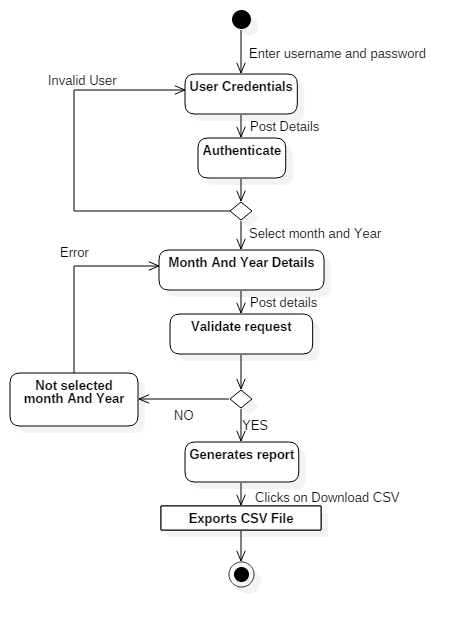 Enter username and password
Invalid User
User Credentials
Post Details
Authenticate
Select month and Year
Error
Month And Year Details
Post details
Validate request
Not selected
month And Year
NO
YES
Generates report
Clicks on Download CSV
Exports CSV File